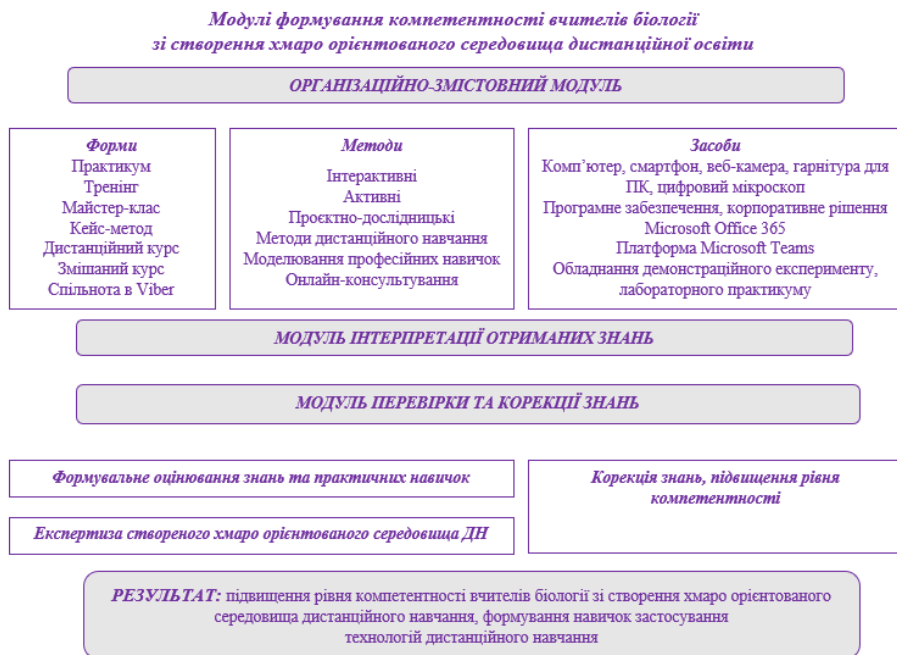 Модулі формування компетентності вчителів біології
зі створення хмаро орієнтованого середовища дистанційної освіти
ОРГАНІЗАЦІЙНО-ЗМІСТОВНИЙ МОДУЛЬ
Форми
Практикум
Тренінг
Майстер-клас
Кейс-метод
Дистанційний курс
Змішаний курс
Спільнота в Viber
Методи
Інтерактивні
Активні
Проєктно-дослідницькі
Методи дистанційного навчання
Моделювання професійних навичок
Онлайн-консультування
Засоби
Комп’ютер, смартфон, веб-камера, гарнітура для
ПК, цифровий мікроскоп
Програмне забезпечення, корпоративне рішення
Microsoft Office 365
Платформа Microsoft Teams
Обладнання демонстраційного експерименту,
лабораторного практикуму
МОДУЛЬ ІНТЕРПРЕТАЦІЇ ОТРИМАНИХ ЗНАНЬ
МОДУЛЬ ПЕРЕВІРКИ ТА КОРЕКЦІЇ ЗНАНЬ
Формувальне оцінювання знань та практичних навичок
Експертиза створеного хмаро орієнтованого середовища ДН
Корекція знань, підвищення рівня
компетентності
РЕЗУЛЬТАТ: підвищення рівня компетентності вчителів біології зі створення хмаро орієнтованого
середовища дистанційного навчання, формування навичок застосування
технологій дистанційного навчання